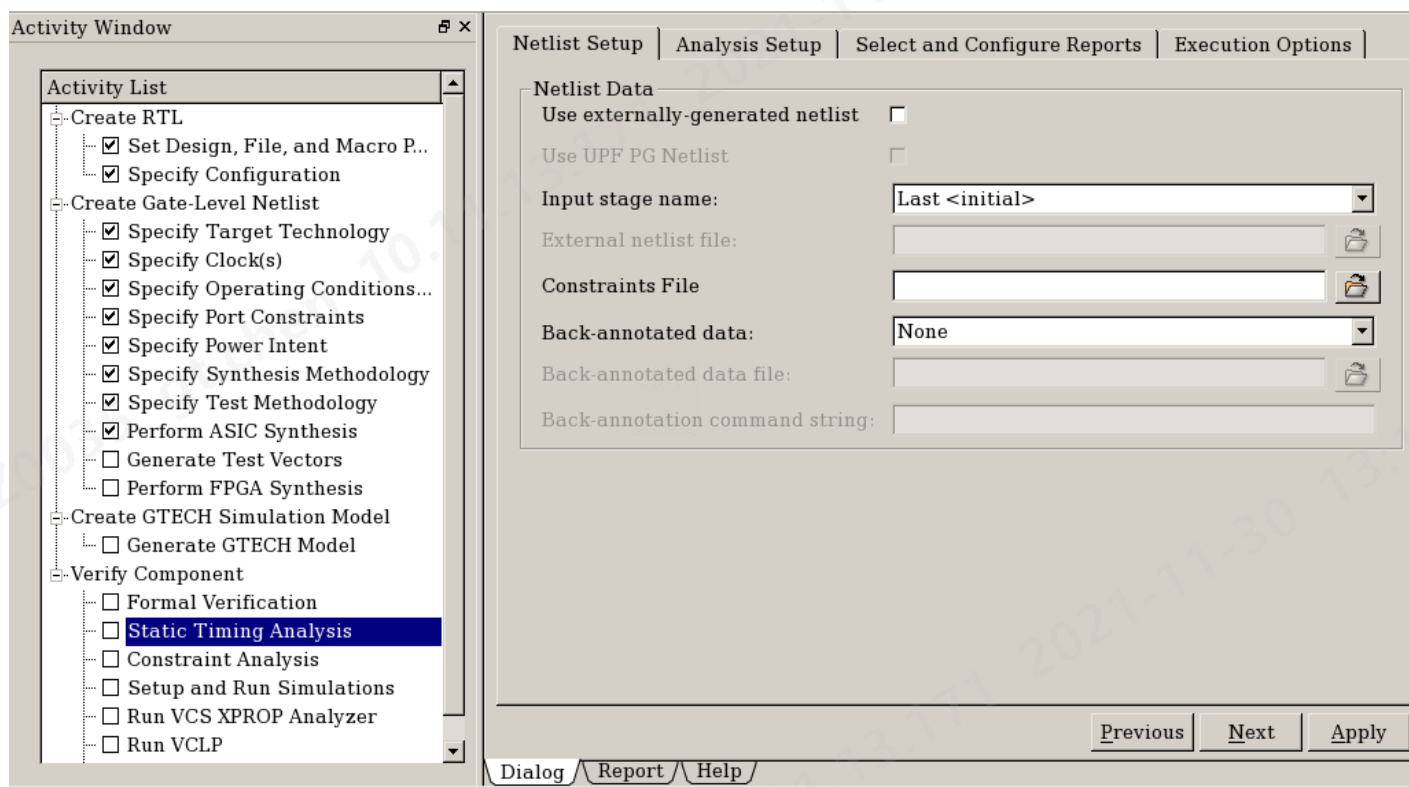 Activity Window
Activity List
Create RTL
Set Design, File, and Macro P...
Specify Configuration
Create Gate-Level Netlist
Specify Target Technology
Specify Clock(s)
Specify Operating Conditions...
Specify Port Constraints
Specify Power Intent
Specify Synthesis Methodology
Specify Test Methodology
Perform ASIC Synthesis
Generate Test Vectors
Perform FPGA Synthesis
Create GTECH Simulation Model
Generate GTECH Model
Verify Component
Formal Verification
Static Timing Analysis
Constraint Analysis
Setup and Run Simulations
Run VCS XPROP Analyzer
Run VCLP
Netlist Setup Analysis Setup Select and Configure Reports Execution Options
Netlist Data
Use externally-generated netlist
Use UPF PG Netlist
Input stage name: Last <initial>
External netlist file:
Constraints File
Back-annotated data: None
Back-annotated data file:
Back-annotation command string:
Previous Next Apply
Dialog Report Help